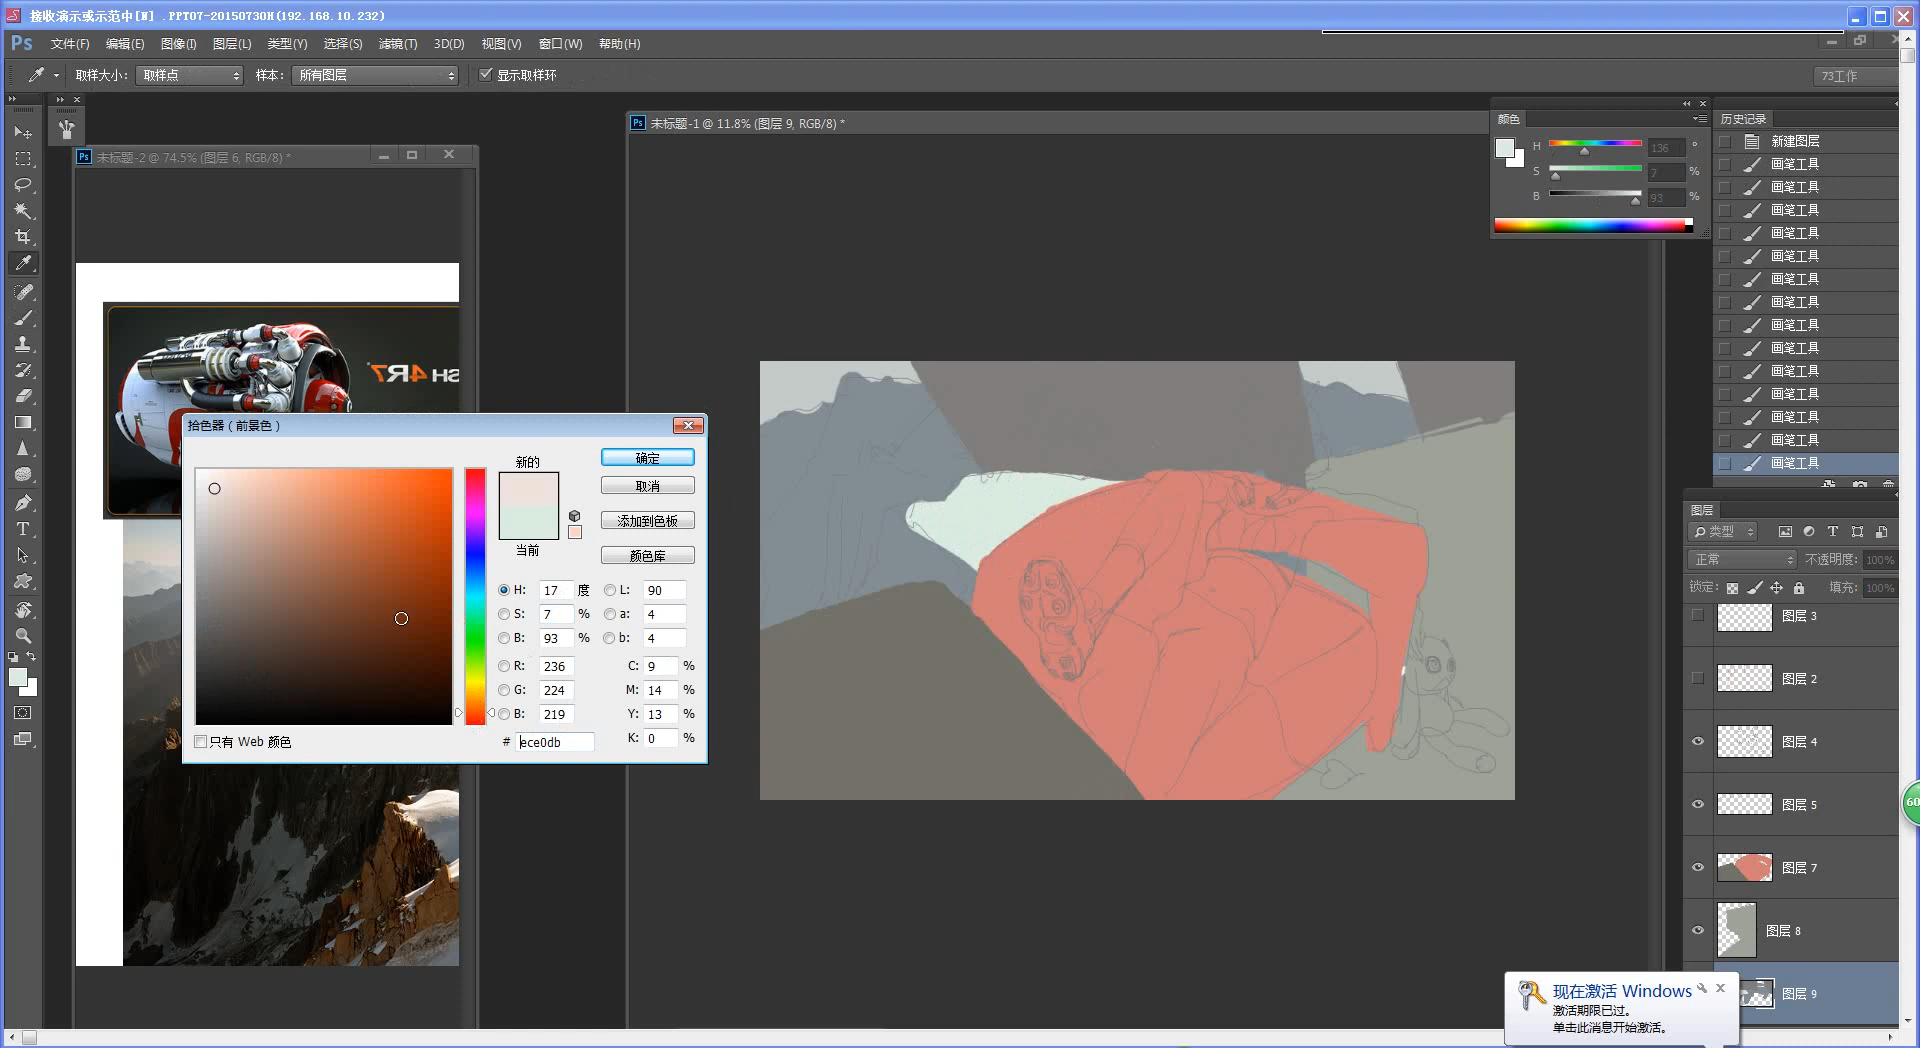 接收演示或示范中[N] .PPT07-20150730H(192.168.10.232)
Ps 文件(F) 编辑(E) 图像(I) 图层(L) 类型(Y) 选择(S) 滤镜(T) 3D(D) 视图(V) 窗口(W) 帮助(H)
取样大小: 取样点 样本: 所有图层 显示取样环 73工作
Ps 未标题-1 @ 11.8% (图层 9, RGB/8) *
Ps 未标题-2 @ 74.5% (图层 6, RGB/8) *
颜色
H 136 °
S 7 %
B 93 %
历史记录
新建图层
画笔工具
画笔工具
画笔工具
画笔工具
画笔工具
画笔工具
画笔工具
画笔工具
画笔工具
画笔工具
画笔工具
画笔工具
画笔工具
画笔工具
SH 4R7
拾色器 (前景色)
新的
当前
确定
取消
添加到色板
颜色库
H: 17 度 L: 90
S: 7 % a: 4
B: 93 % b: 4
R: 236 C: 9 %
G: 224 M: 14 %
B: 219 Y: 13 %
# ece0db K: 0 %
只有 Web 颜色
图层
类型
正常 不透明度: 100%
锁定: 填充: 100%
图层 3
图层 2
图层 4
图层 5
图层 7
图层 8
图层 9
60
现在激活 Windows
激活期限已过。
单击此消息开始激活。